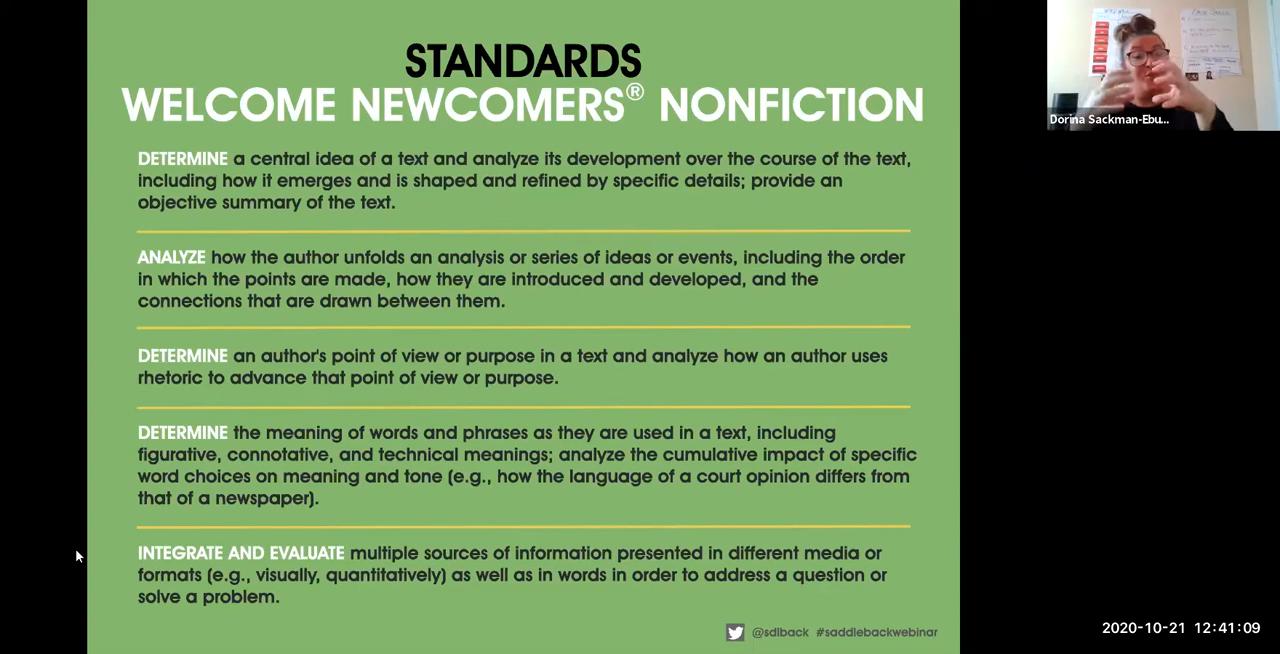 STANDARDS
WELCOME NEWCOMERS® NONFICTION
DETERMINE a central idea of a text and analyze its development over the course of the text,
including how it emerges and is shaped and refined by specific details; provide an
objective summary of the text.
ANALYZE how the author unfolds an analysis or series of ideas or events, including the order
in which the points are made, how they are introduced and developed, and the
connections that are drawn between them.
DETERMINE an author's point of view or purpose in a text and analyze how an author uses
rhetoric to advance that point of view or purpose.
DETERMINE the meaning of words and phrases as they are used in a text, including
figurative, connotative, and technical meanings; analyze the cumulative impact of specific
word choices on meaning and tone (e.g., how the language of a court opinion differs from
that of a newspaper).
INTEGRATE AND EVALUATE multiple sources of information presented in different media or
formats (e.g., visually, quantitatively) as well as in words in order to address a question or
solve a problem.
@sdlback #saddlebackwebinar
Dorina Sackman-Ebu...
2020-10-21 12:41:09